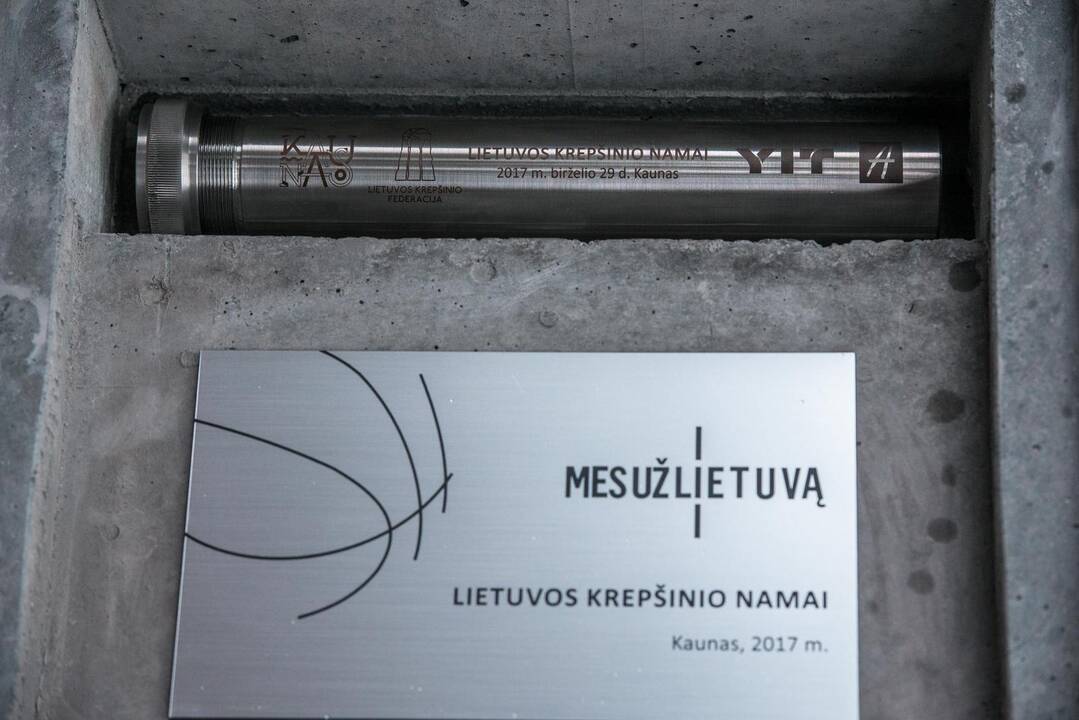 KAUNAS
LIETUVOS KREPŠINIO
FEDERACIJA
LIETUVOS KREPŠINIO NAMAI
2017 m. birželio 29 d. Kaunas
YIT
A
MESUŽLIETUVĄ
LIETUVOS KREPŠINIO NAMAI
Kaunas, 2017 m.